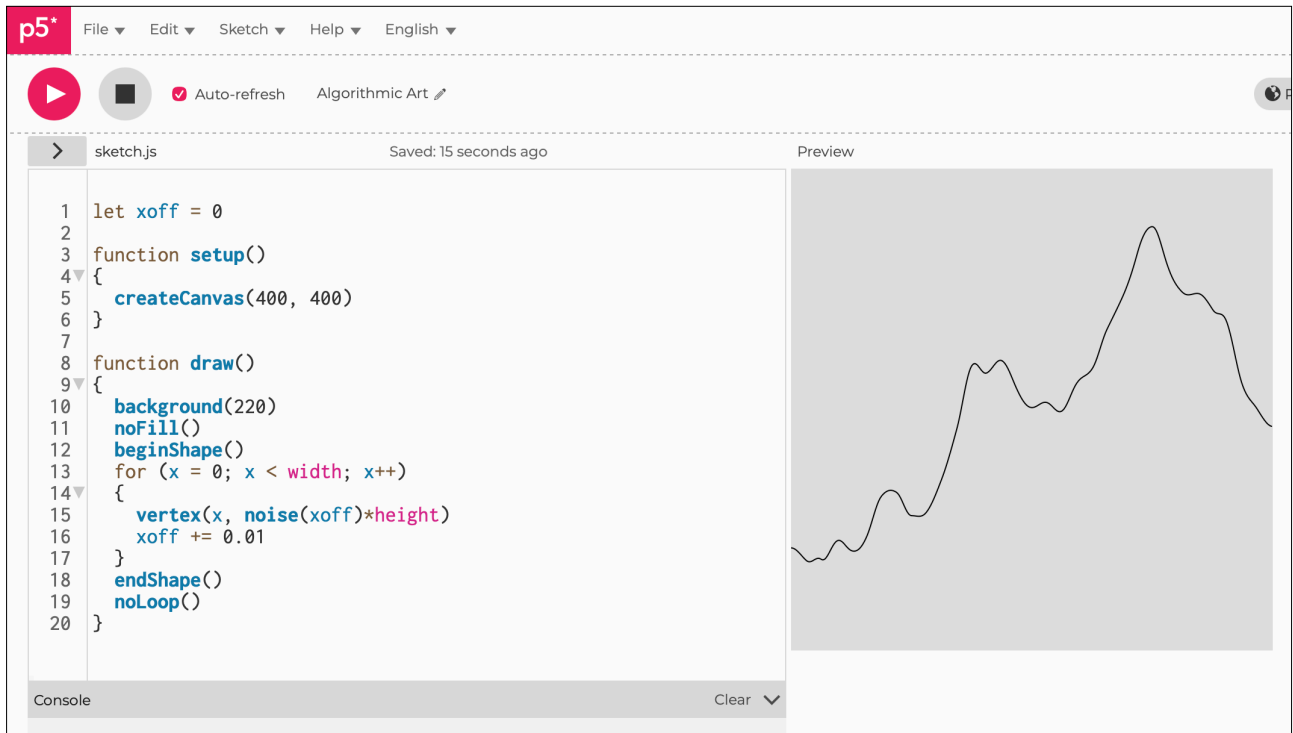 p5* File Edit Sketch Help English
Auto-refresh Algorithmic Art
sketch.js Saved: 15 seconds ago Preview
1 let xoff = 0
2
3 function setup()
4 {
5   createCanvas(400, 400)
6 }
7
8 function draw()
9 {
10   background(220)
11   noFill()
12   beginShape()
13   for (x = 0; x < width; x++)
14   {
15     vertex(x, noise(xoff)*height)
16     xoff += 0.01
17   }
18   endShape()
19   noLoop()
20 }
Console Clear